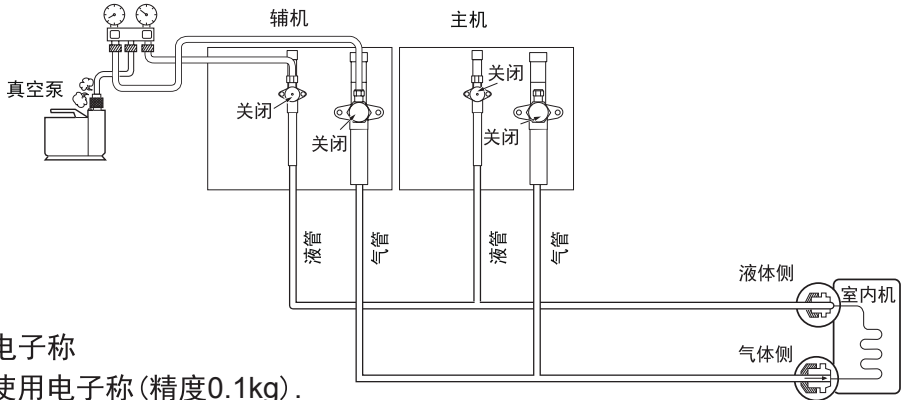 辅机
主机
真空泵
关闭
关闭
关闭
关闭
液管
气管
液管
气管
液体侧
室内机
气体侧
电子称
使用电子称(精度0.1kg).